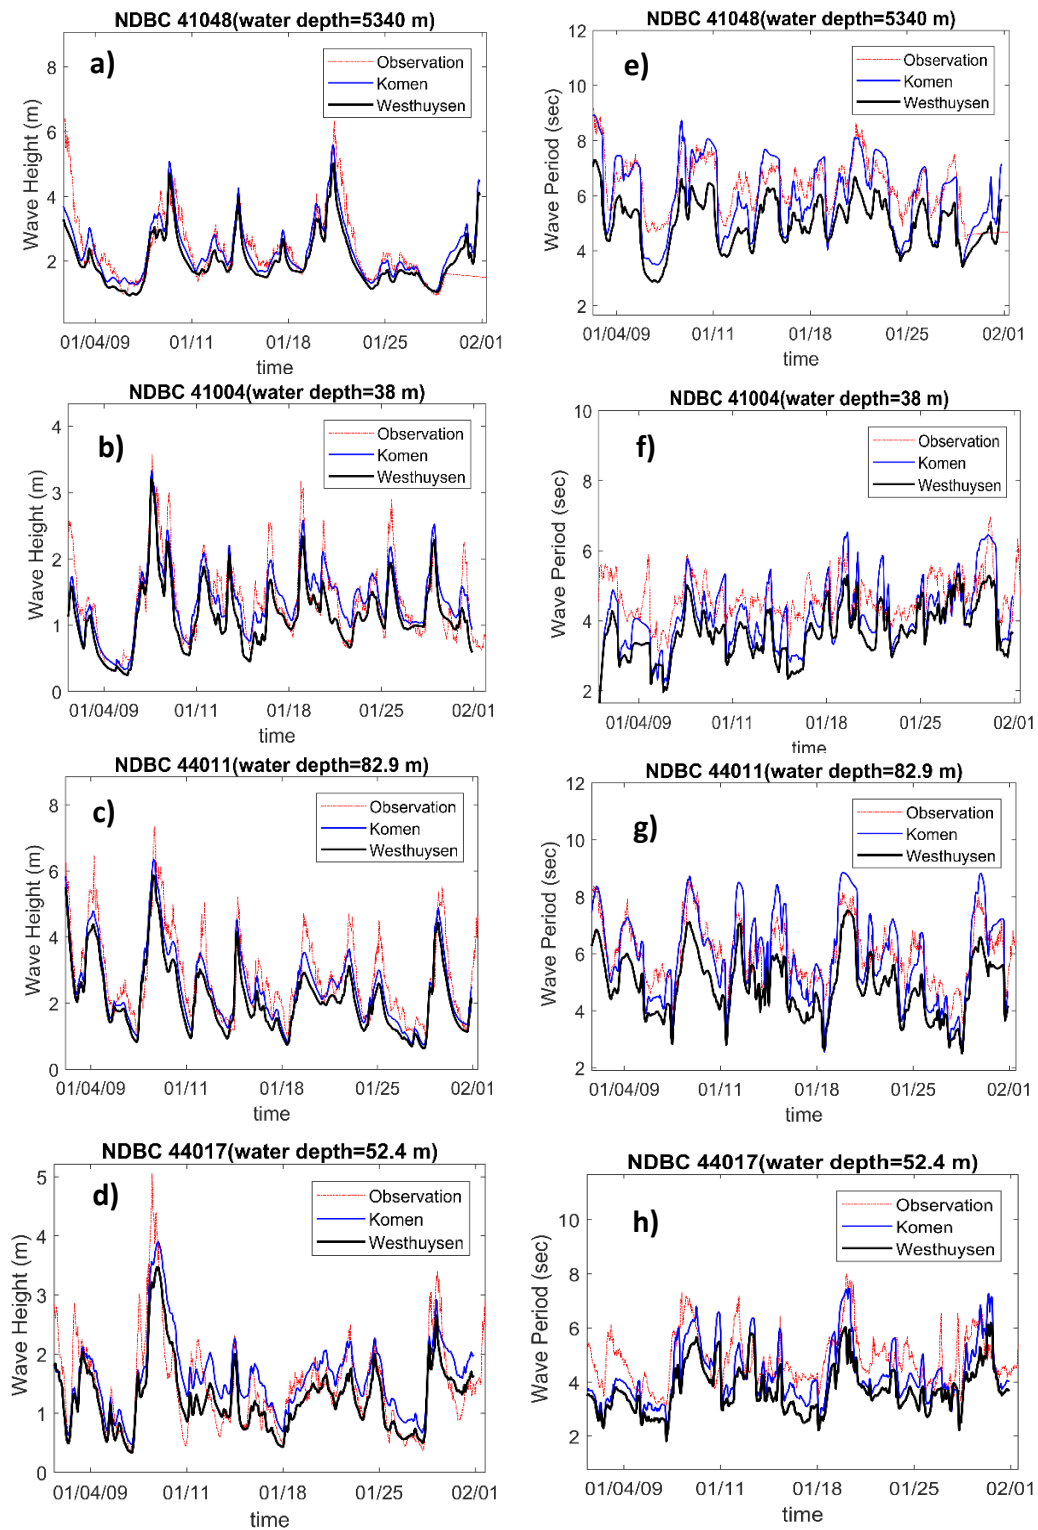 NDBC 41048(water depth=5340 m)
a)
Wave Height (m)
8
6
4
2
Observation
Komen
Westhuysen
01/04/09 01/11 01/18 01/25 02/01
time
NDBC 41048(water depth=5340 m)
e)
Wave Period (sec)
12
10
8
6
4
2
Observation
Komen
Westhuysen
01/04/09 01/11 01/18 01/25 02/01
time
NDBC 41004(water depth=38 m)
b)
Wave Height (m)
4
3
2
1
0
Observation
Komen
Westhuysen
01/04/09 01/11 01/18 01/25 02/01
time
NDBC 41004(water depth=38 m)
f)
Wave Period (sec)
10
8
6
4
2
Observation
Komen
Westhuysen
01/04/09 01/11 01/18 01/25 02/01
time
NDBC 44011(water depth=82.9 m)
c)
Wave Height (m)
8
6
4
2
0
Observation
Komen
Westhuysen
01/04/09 01/11 01/18 01/25 02/01
time
NDBC 44011(water depth=82.9 m)
g)
Wave Period (sec)
12
10
8
6
4
2
Observation
Komen
Westhuysen
01/04/09 01/11 01/18 01/25 02/01
time
NDBC 44017(water depth=52.4 m)
d)
Wave Height (m)
5
4
3
2
1
0
Observation
Komen
Westhuysen
01/04/09 01/11 01/18 01/25 02/01
time
NDBC 44017(water depth=52.4 m)
h)
Wave Period (sec)
10
8
6
4
2
Observation
Komen
Westhuysen
01/04/09 01/11 01/18 01/25 02/01
time